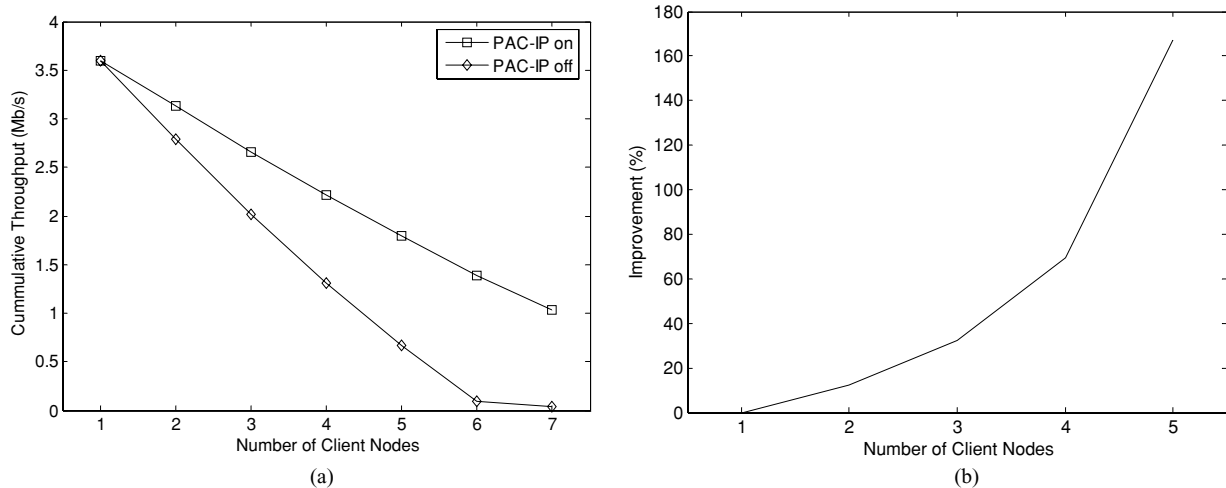 4
3.5
3
2.5
2
1.5
1
0.5
0
Cummulative Throughput (Mb/s)
PAC-IP on
PAC-IP off
1 2 3 4 5 6 7
Number of Client Nodes
(a)
180
160
140
120
100
80
60
40
20
0
Improvement (%)
1 2 3 4 5
Number of Client Nodes
(b)